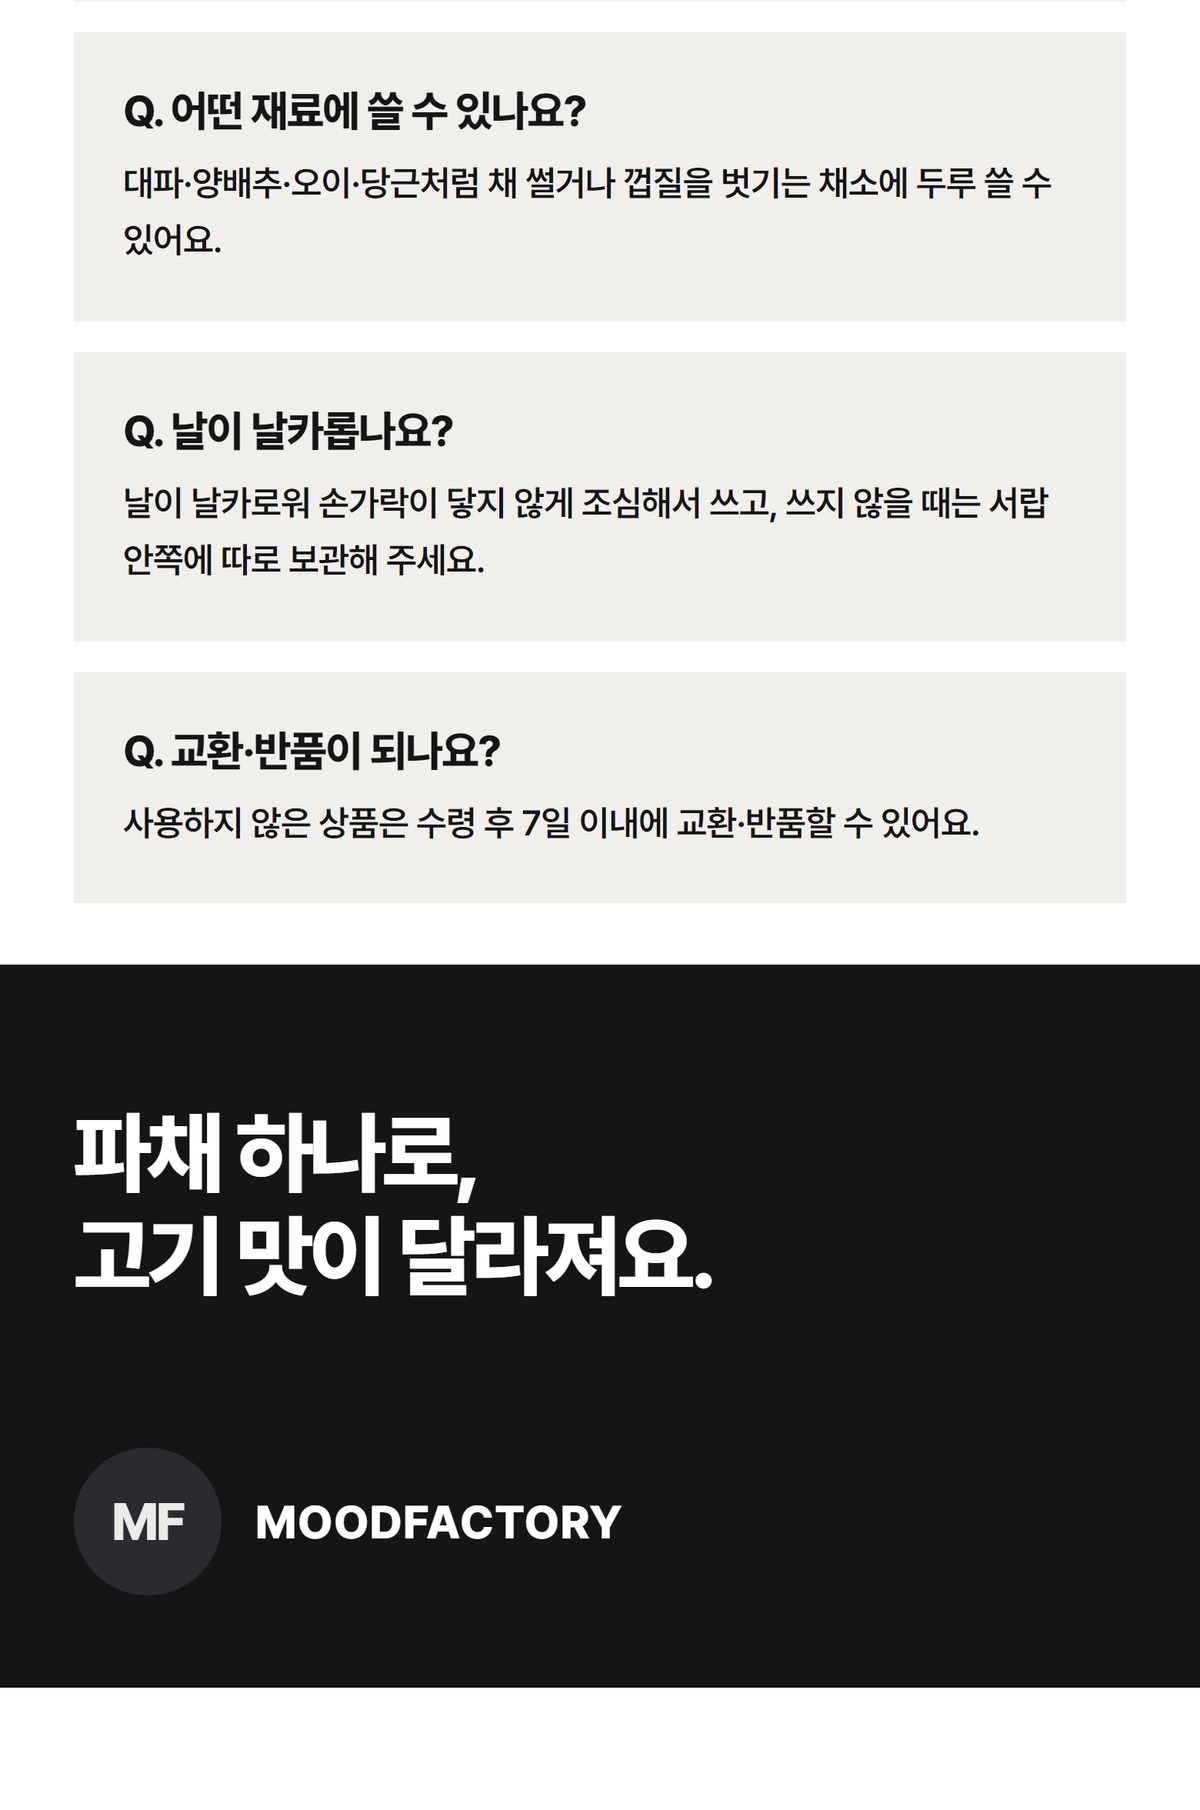 Q. 어떤 재료에 쓸 수 있나요?
대파·양배추·오이·당근처럼 채 썰거나 껍질을 벗기는 채소에 두루 쓸 수
있어요.
Q. 날이 날카롭나요?
날이 날카로워 손가락이 닿지 않게 조심해서 쓰고, 쓰지 않을 때는 서랍
안쪽에 따로 보관해 주세요.
Q. 교환·반품이 되나요?
사용하지 않은 상품은 수령 후 7일 이내에 교환·반품할 수 있어요.
파채 하나로,
고기 맛이 달라져요.
MF MOODFACTORY